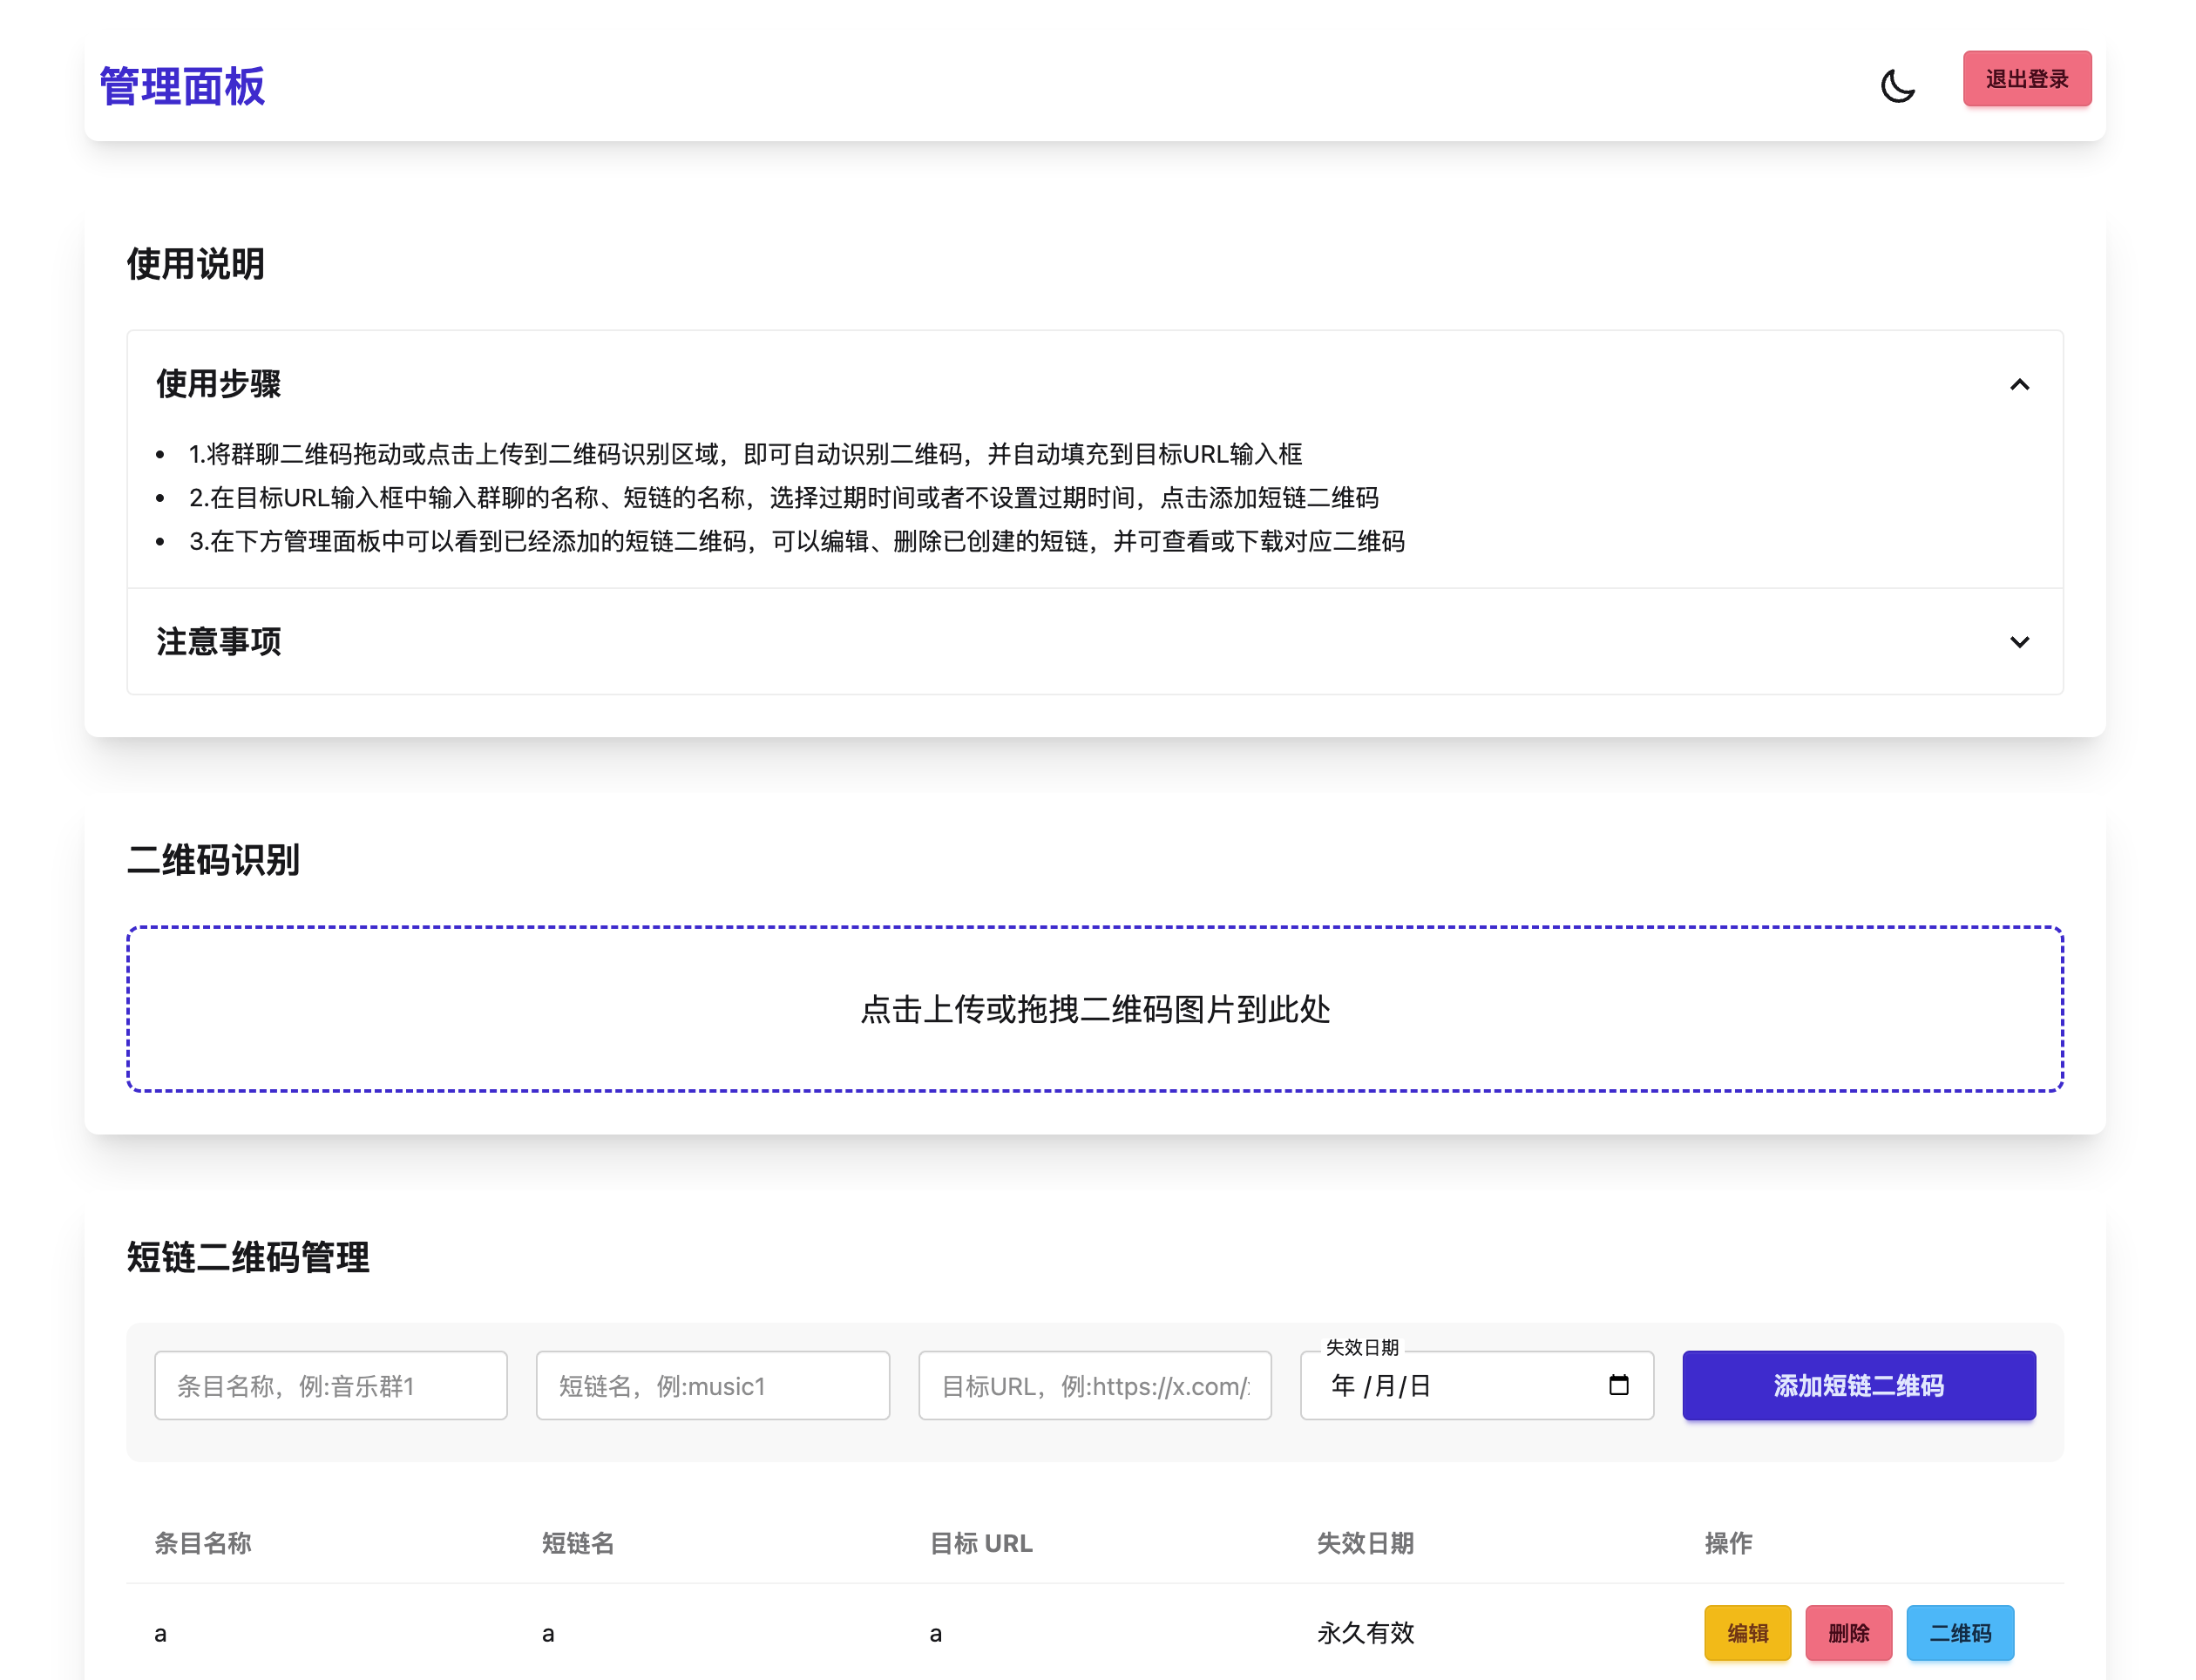 管理面板
退出登录
使用说明
使用步骤
• 1.将群聊二维码拖动或点击上传到二维码识别区域，即可自动识别二维码，并自动填充到目标URL输入框
• 2.在目标URL输入框中输入群聊的名称、短链的名称，选择过期时间或者不设置过期时间，点击添加短链二维码
• 3.在下方管理面板中可以看到已经添加的短链二维码，可以编辑、删除已创建的短链，并可查看或下载对应二维码
注意事项
二维码识别
点击上传或拖拽二维码图片到此处
短链二维码管理
失效日期
条目名称，例:音乐群1 短链名，例:music1 目标URL，例:https://x.com/ 年 /月/日 添加短链二维码
条目名称 短链名 目标 URL 失效日期 操作
a a a 永久有效 编辑 删除 二维码